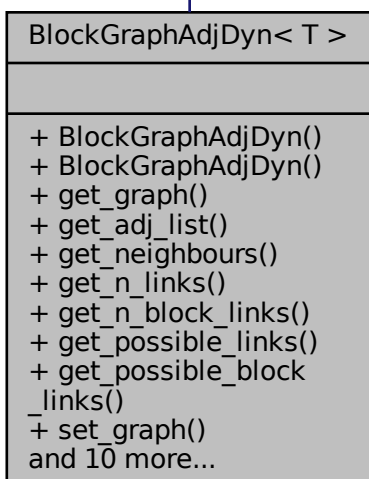 BlockGraphAdjDyn< T >
+ BlockGraphAdjDyn()
+ BlockGraphAdjDyn()
+ get_graph()
+ get_adj_list()
+ get_neighbours()
+ get_n_links()
+ get_n_block_links()
+ get_possible_links()
+ get_possible_block
_links()
+ set_graph()
and 10 more...